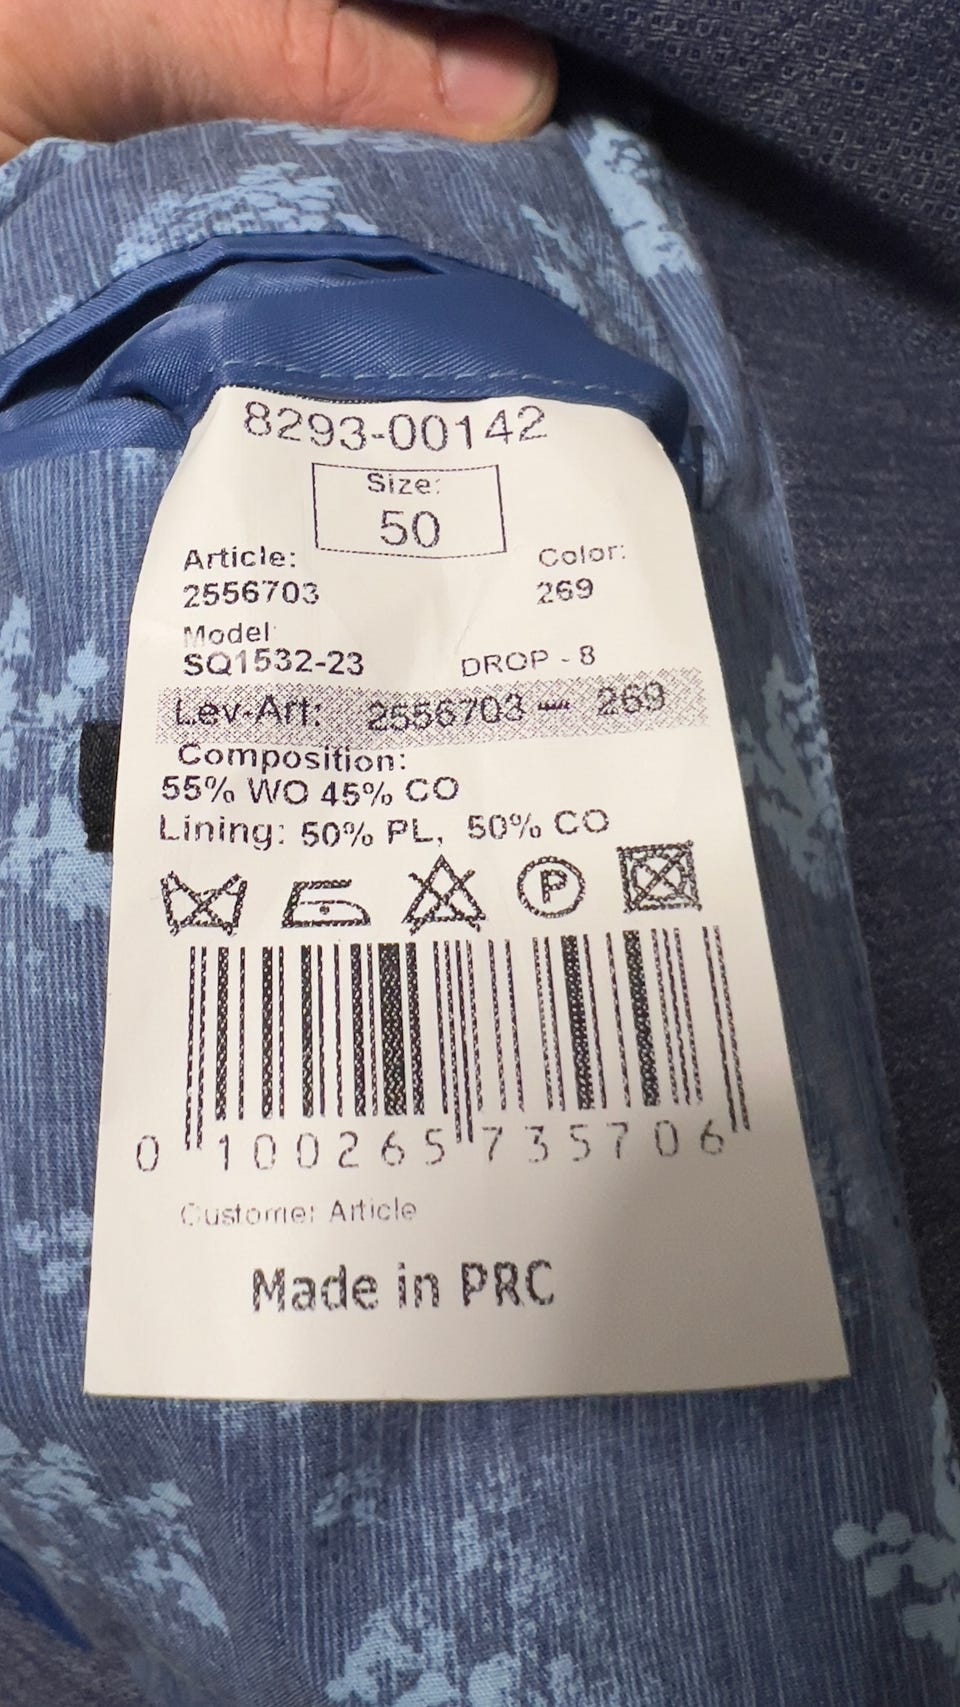 8293-00142
Size:
50
Article: Color:
2556703 269
Model
SQ1532-23 DROP - 8
Lev-Art: 2556703 - 269
Composition:
55% WO 45% CO
Lining: 50% PL, 50% CO
P
0 100265 735706
Customer Article
Made in PRC